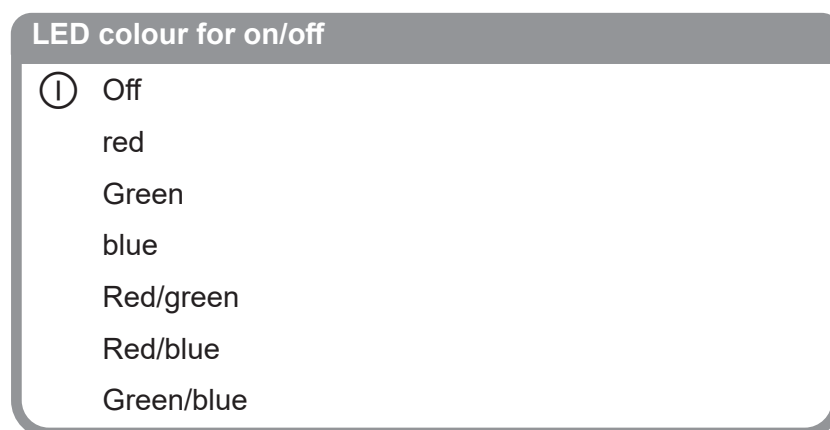 LED colour for on/off
Off
red
Green
blue
Red/green
Red/blue
Green/blue